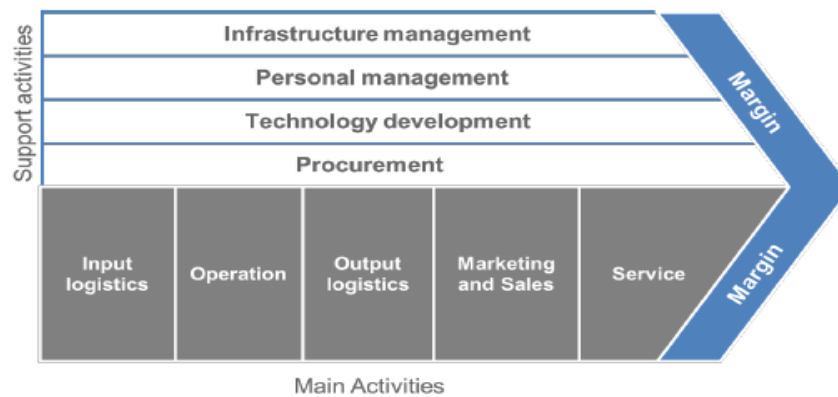 Support activities
Infrastructure management
Personal management
Technology development
Procurement
Margin
Input
logistics
Operation
Output
logistics
Marketing
and Sales
Service
Margin
Main Activities